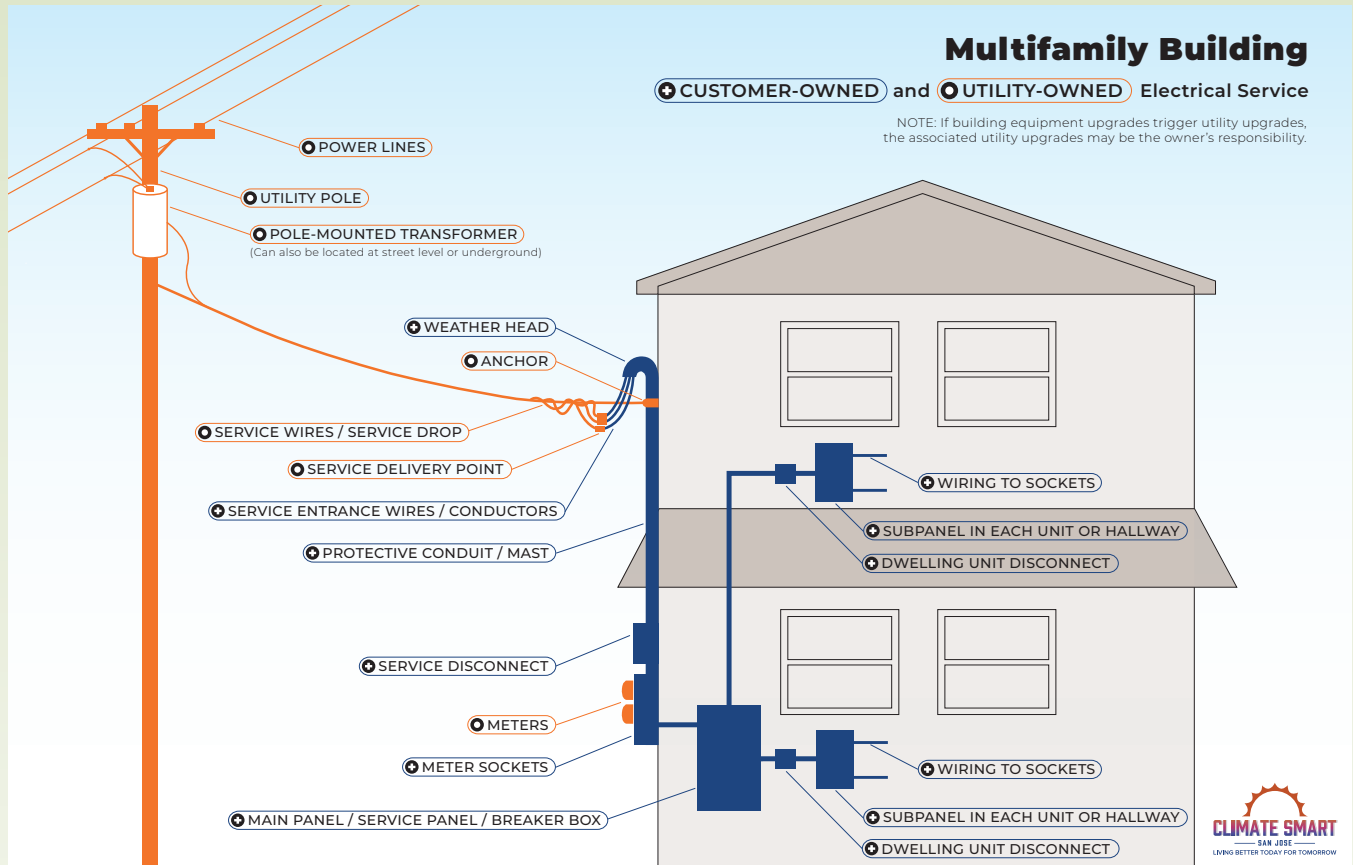 Multifamily Building
CUSTOMER-OWNED and UTILITY-OWNED Electrical Service
NOTE: If building equipment upgrades trigger utility upgrades,
the associated utility upgrades may be the owner’s responsibility.
POWER LINES
UTILITY POLE
POLE-MOUNTED TRANSFORMER
(Can also be located at street level or underground)
WEATHER HEAD
ANCHOR
SERVICE WIRES / SERVICE DROP
SERVICE DELIVERY POINT
SERVICE ENTRANCE WIRES / CONDUCTORS
PROTECTIVE CONDUIT / MAST
WIRING TO SOCKETS
SUBPANEL IN EACH UNIT OR HALLWAY
DWELLING UNIT DISCONNECT
SERVICE DISCONNECT
METERS
METER SOCKETS
MAIN PANEL / SERVICE PANEL / BREAKER BOX
WIRING TO SOCKETS
SUBPANEL IN EACH UNIT OR HALLWAY
DWELLING UNIT DISCONNECT
CLIMATE SMART
SAN JOSE
LIVING BETTER TODAY FOR TOMORROW